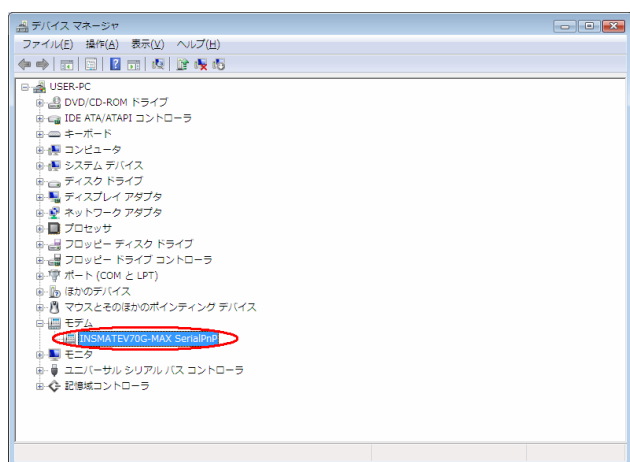 デバイス マネージャ
ファイル(F) 操作(A) 表示(V) ヘルプ(H)
USER-PC
DVD/CD-ROM ドライブ
IDE ATA/ATAPI コントローラ
キーボード
コンピュータ
システム デバイス
ディスク ドライブ
ディスプレイ アダプタ
ネットワーク アダプタ
プロセッサ
フロッピー ディスク ドライブ
フロッピー ドライブ コントローラ
ポート (COM と LPT)
ほかのデバイス
マウスとそのほかのポインティング デバイス
モデム
INSMATEV70G-MAX SerialPnP
モニタ
ユニバーサル シリアル バス コントローラ
記憶域コントローラ